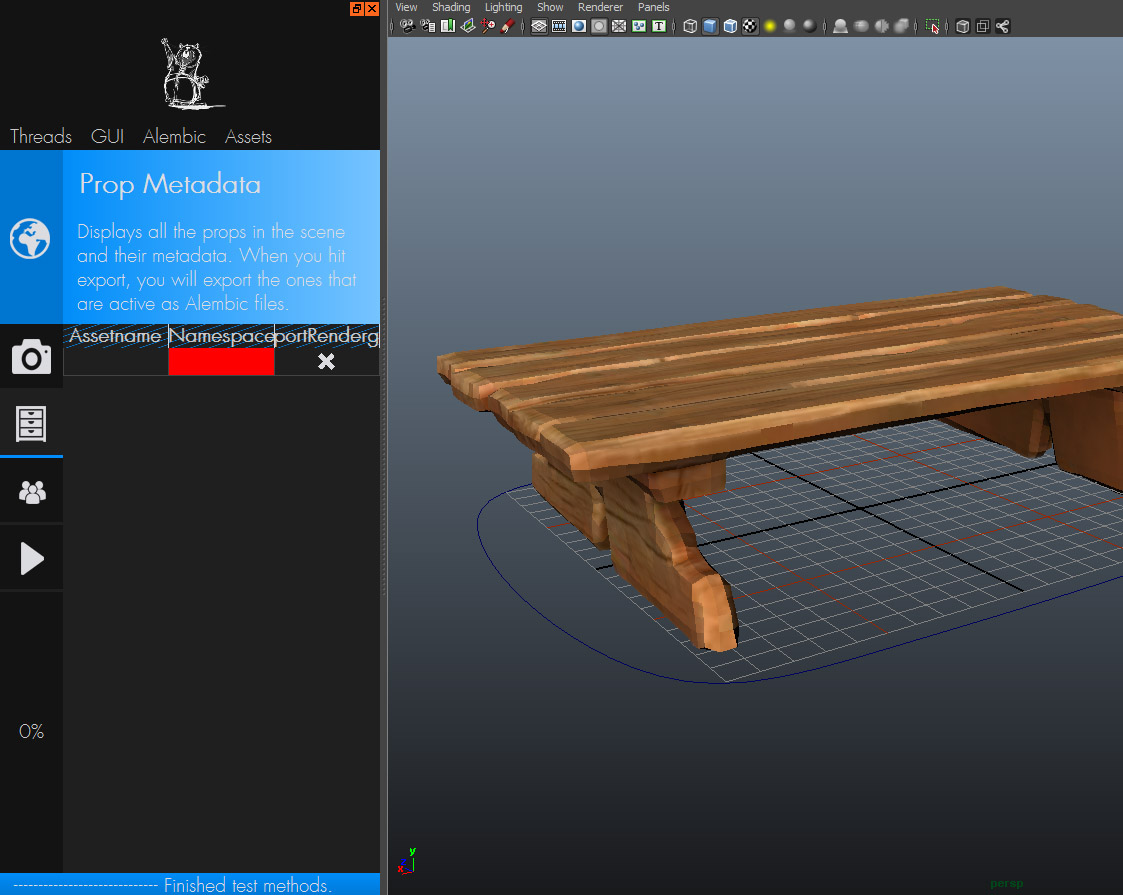 View Shading Lighting Show Renderer Panels
T
Threads GUI Alembic Assets
Prop Metadata
Displays all the props in the scene
and their metadata. When you hit
export, you will export the ones that
are active as Alembic files.
Assetname Namespace portRenderg
0%
y
x
persp
---------------------------- Finished test methods.